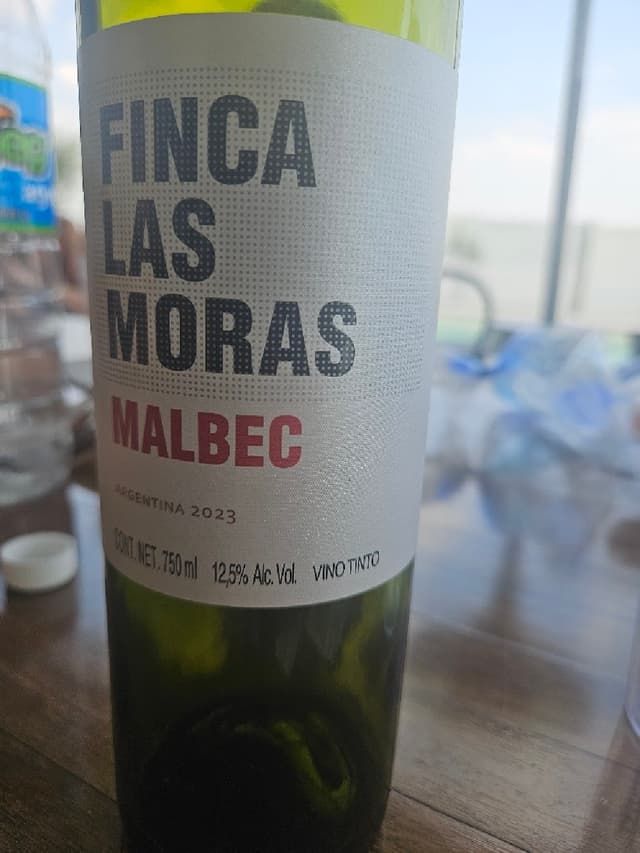 FINCA
LAS
MORAS
MALBEC
ARGENTINA 2023
CONT. NET. 750 ml 12,5% Alc. Vol. VINO TINTO